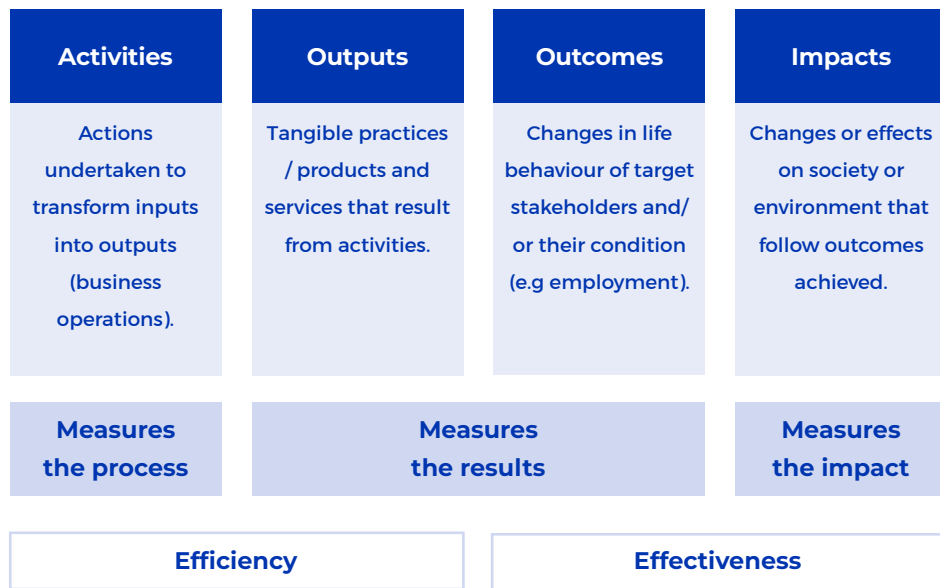 Activities
Actions
undertaken to
transform inputs
into outputs
(business
operations).
Outputs
Tangible practices
/ products and
services that result
from activities.
Outcomes
Changes in life
behaviour of target
stakeholders and/
or their condition
(e.g employment).
Impacts
Changes or effects
on society or
environment that
follow outcomes
achieved.
Measures
the process
Measures
the results
Measures
the impact
Efficiency
Effectiveness